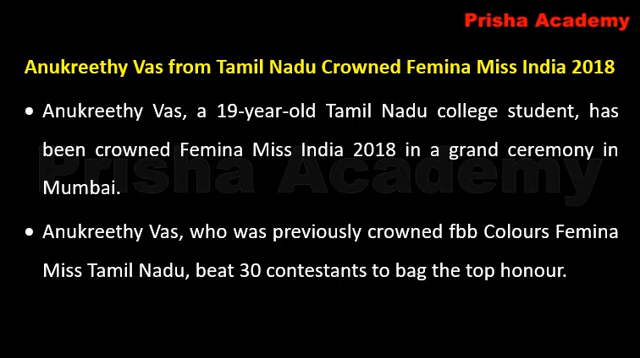 Prisha Academy
Anukreethy Vas from Tamil Nadu Crowned Femina Miss India 2018
• Anukreethy Vas, a 19-year-old Tamil Nadu college student, has
been crowned Femina Miss India 2018 in a grand ceremony in
Prisha Academy
Mumbai.
• Anukreethy Vas, who was previously crowned fbb Colours Femina
Miss Tamil Nadu, beat 30 contestants to bag the top honour.